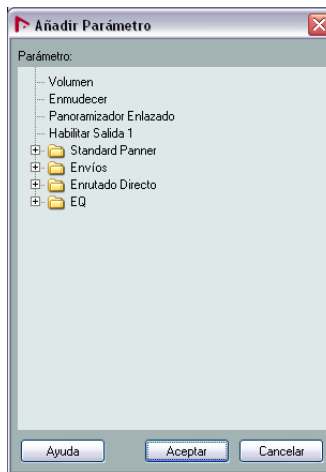 Añadir Parámetro
Parámetro:
Volumen
Enmudecer
Panoramizador Enlazado
Habilitar Salida 1
Standard Panner
Envíos
Enrutado Directo
EQ
Ayuda
Aceptar
Cancelar